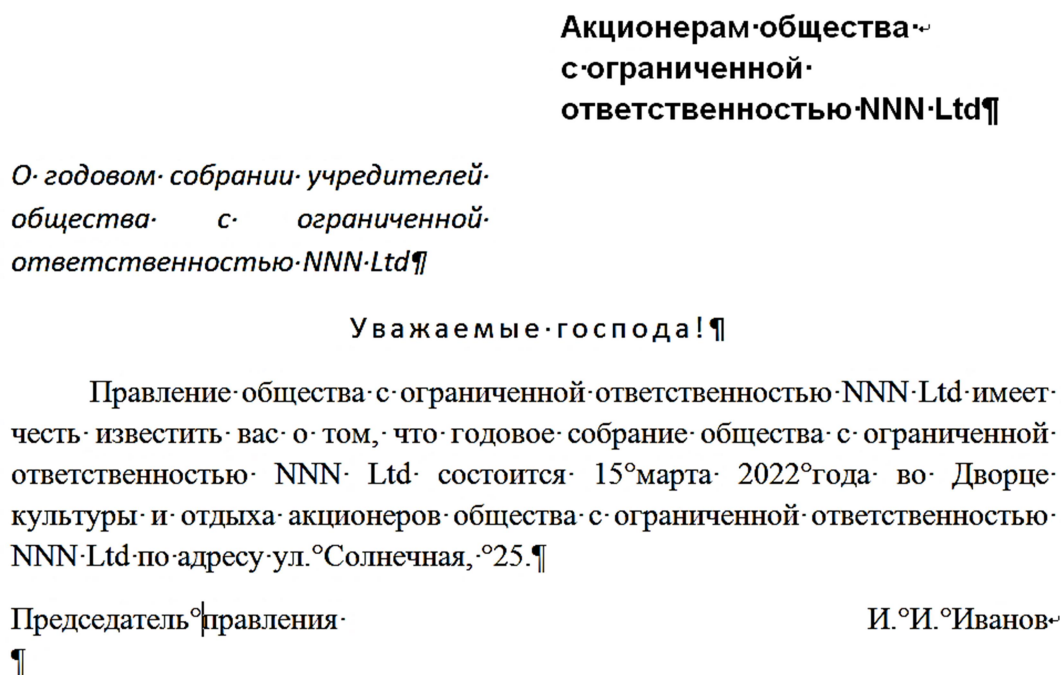 Акционерам·общества·↵
с·ограниченной·
ответственностью·NNN·Ltd¶
О· годовом· собрании· учредителей·
общества· с· ограниченной·
ответственностью·NNN·Ltd¶
Уважаемые·господа!¶
Правление·общества·с·ограниченной·ответственностью·NNN·Ltd·имеет·
честь· известить· вас· о· том,· что· годовое· собрание· общества· с· ограниченной·
ответственностью· NNN· Ltd· состоится· 15°марта· 2022°года· во· Дворце·
культуры· и· отдыха· акционеров· общества· с· ограниченной· ответственностью·
NNN·Ltd·по·адресу·ул.°Солнечная,·°25.¶
Председатель°правления· И.°И.°Иванов↵
¶